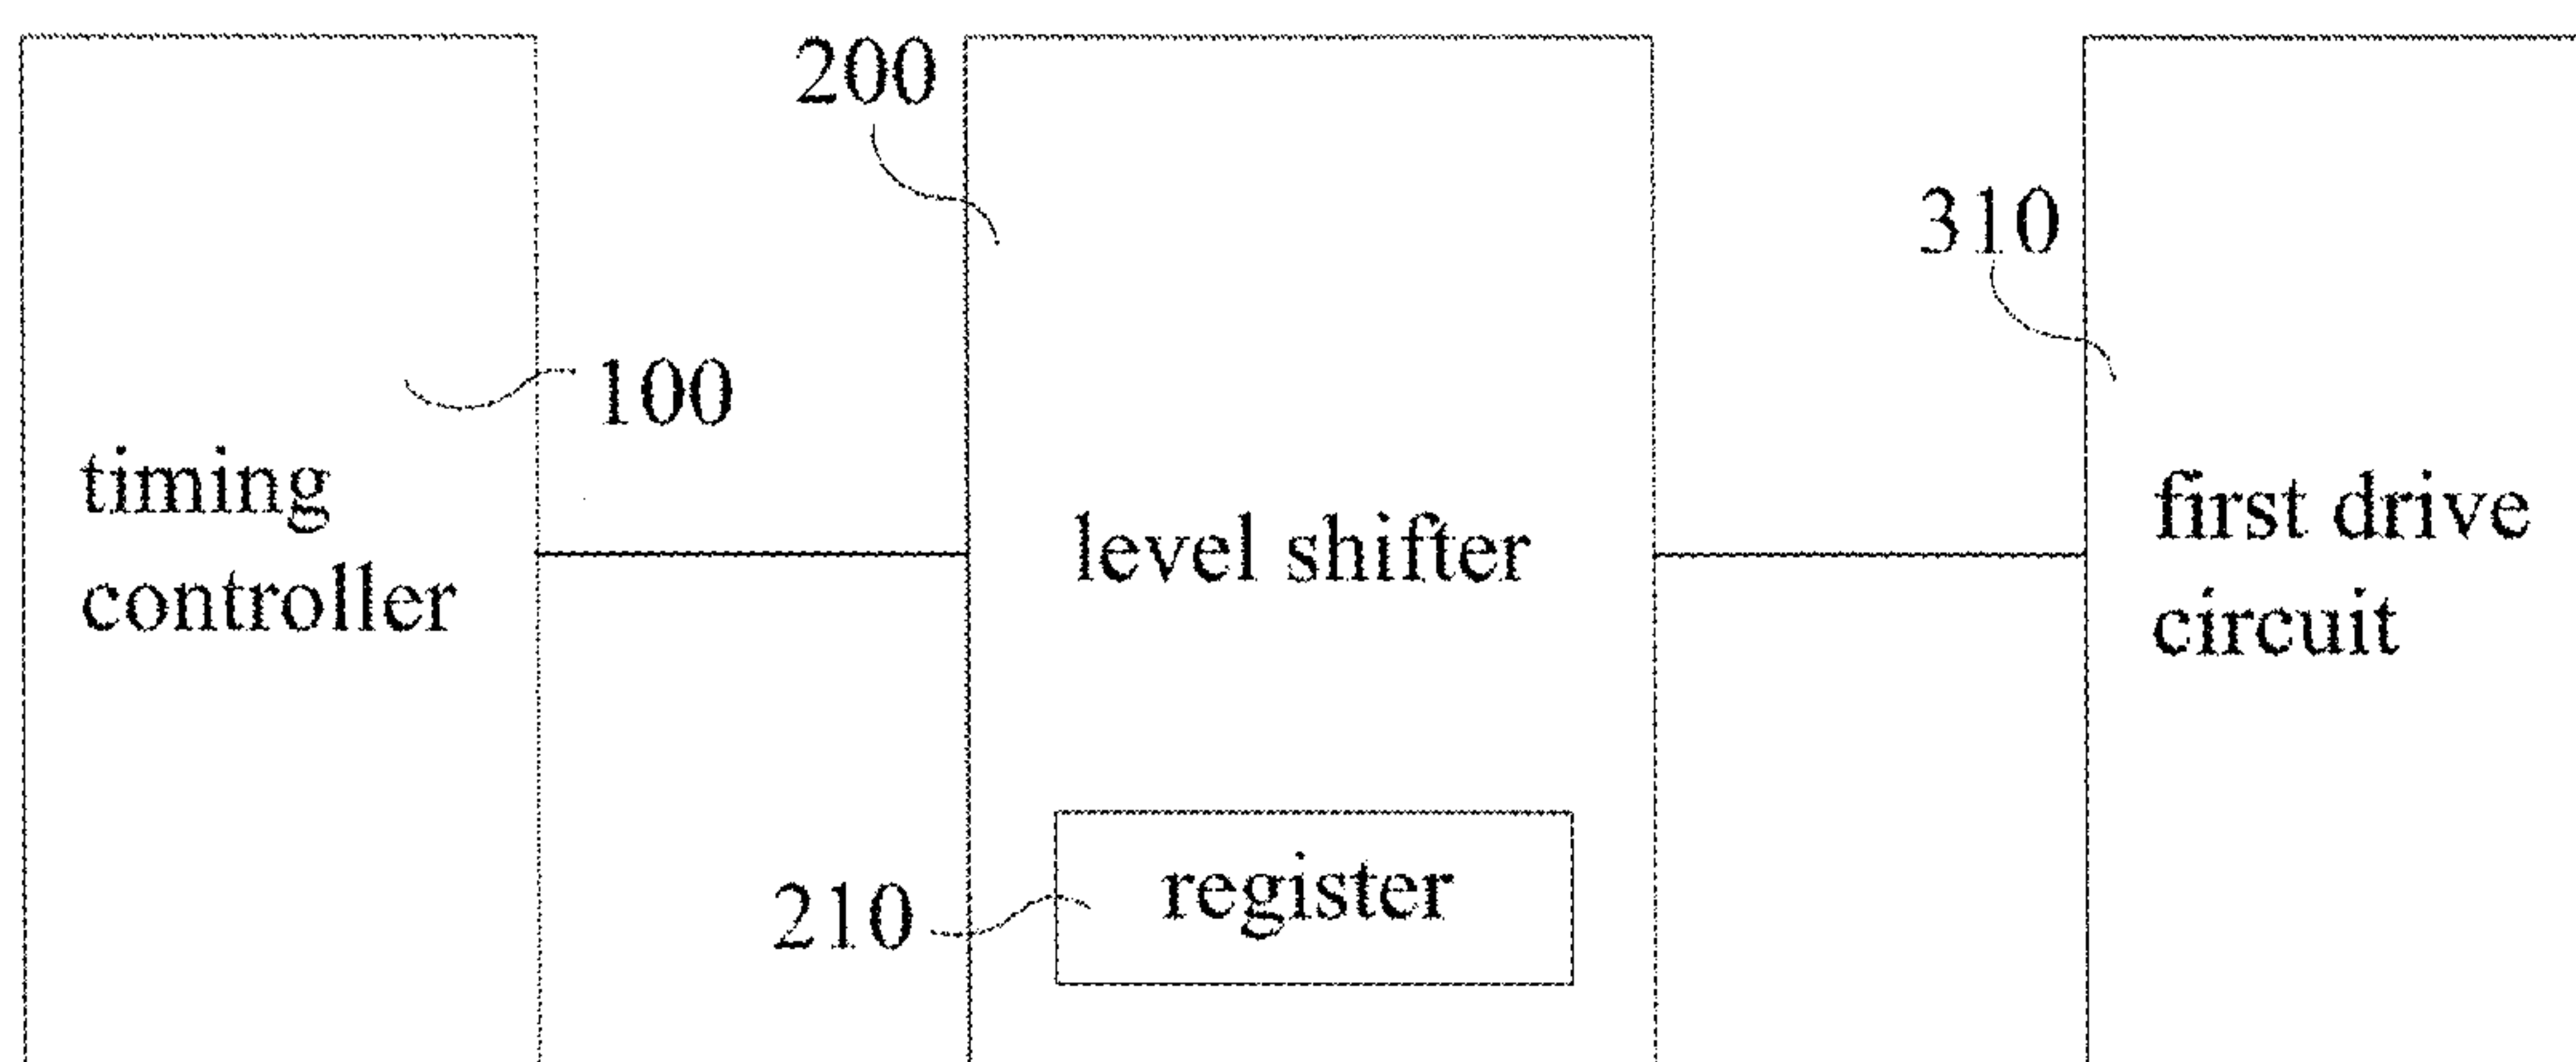 200
310
100
timing
controller
level shifter
first drive
circuit
210
register